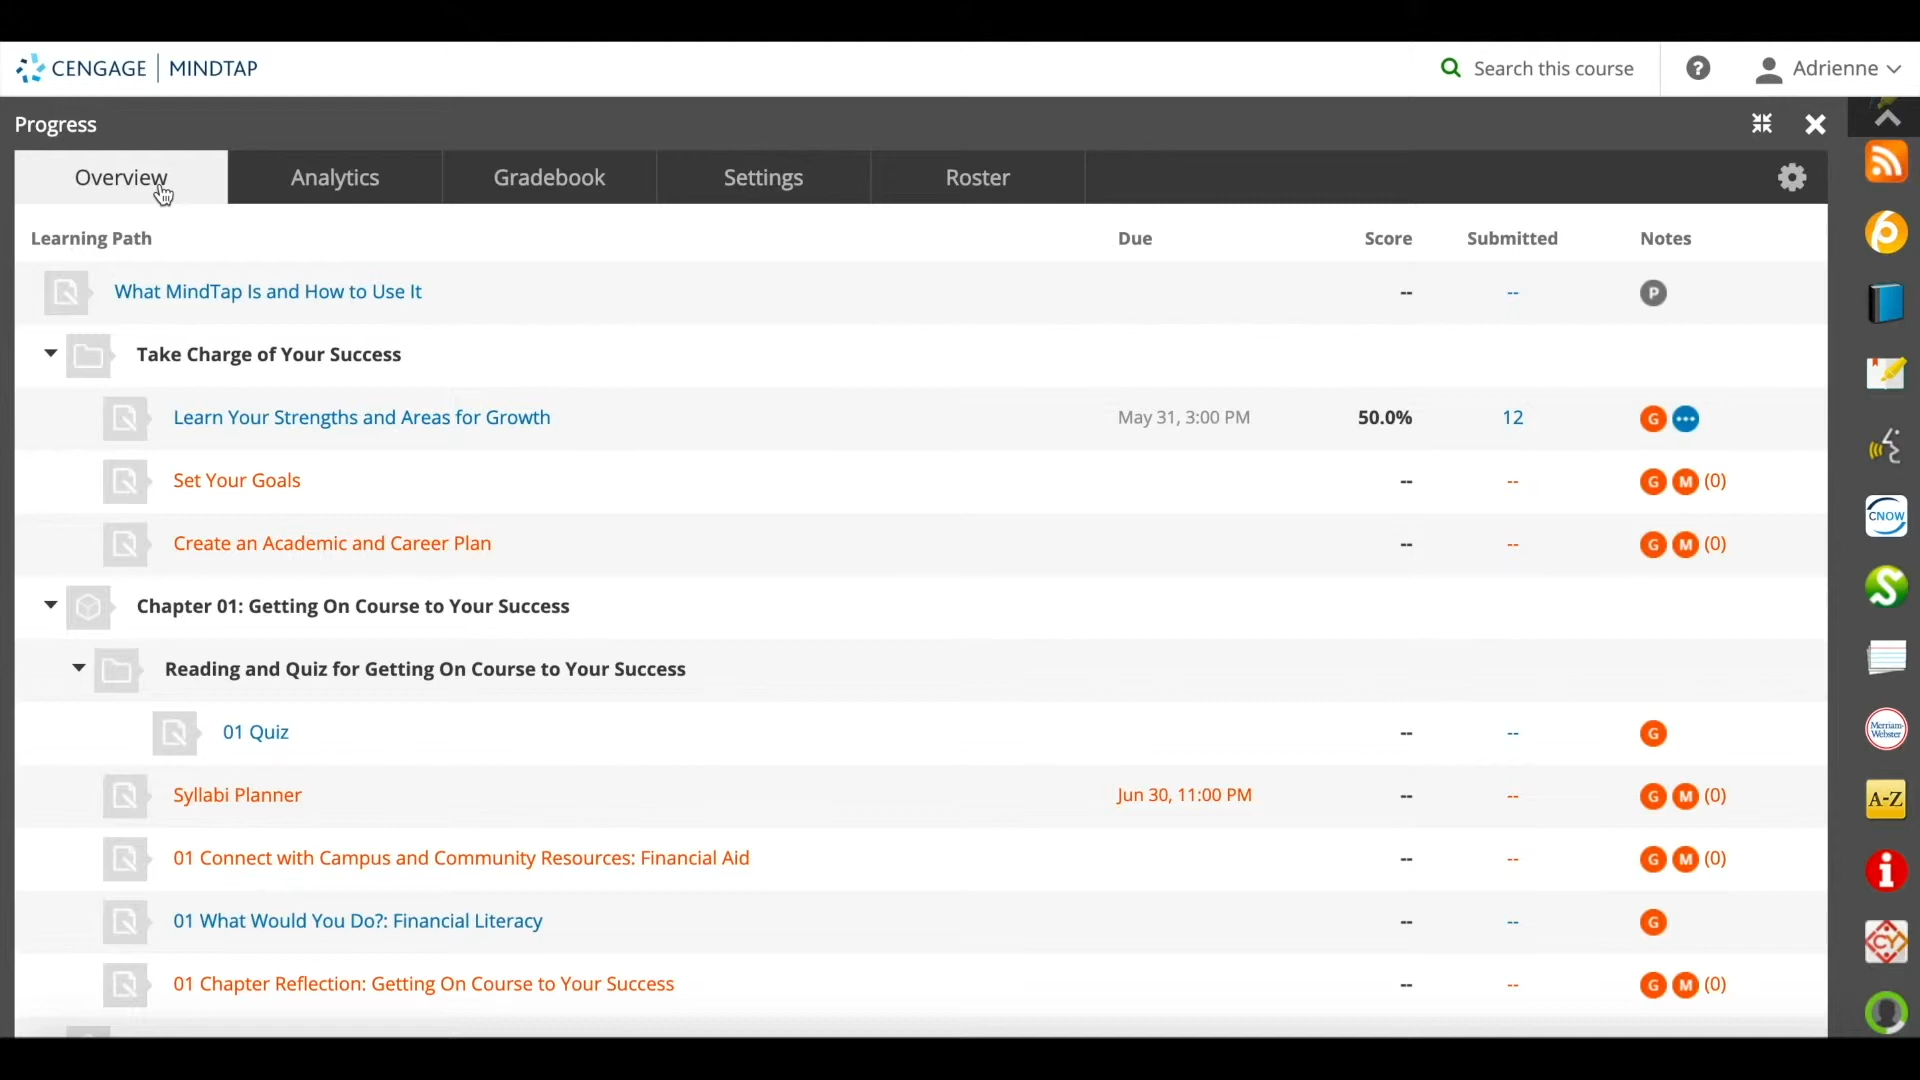 CENGAGE MINDTAP Search this course ? Adrienne
Progress
Overview Analytics Gradebook Settings Roster
Learning Path Due Score Submitted Notes
What MindTap Is and How to Use It -- -- P
Take Charge of Your Success
Learn Your Strengths and Areas for Growth May 31, 3:00 PM 50.0% 12 G
Set Your Goals -- -- G M (0)
Create an Academic and Career Plan -- -- G M (0)
Chapter 01: Getting On Course to Your Success
Reading and Quiz for Getting On Course to Your Success
01 Quiz -- -- G
Syllabi Planner Jun 30, 11:00 PM -- -- G M (0)
01 Connect with Campus and Community Resources: Financial Aid -- -- G M (0)
01 What Would You Do?: Financial Literacy -- -- G
01 Chapter Reflection: Getting On Course to Your Success -- -- G M (0)
CNOW
S
Merriam-
Webster
A-Z
i
CY